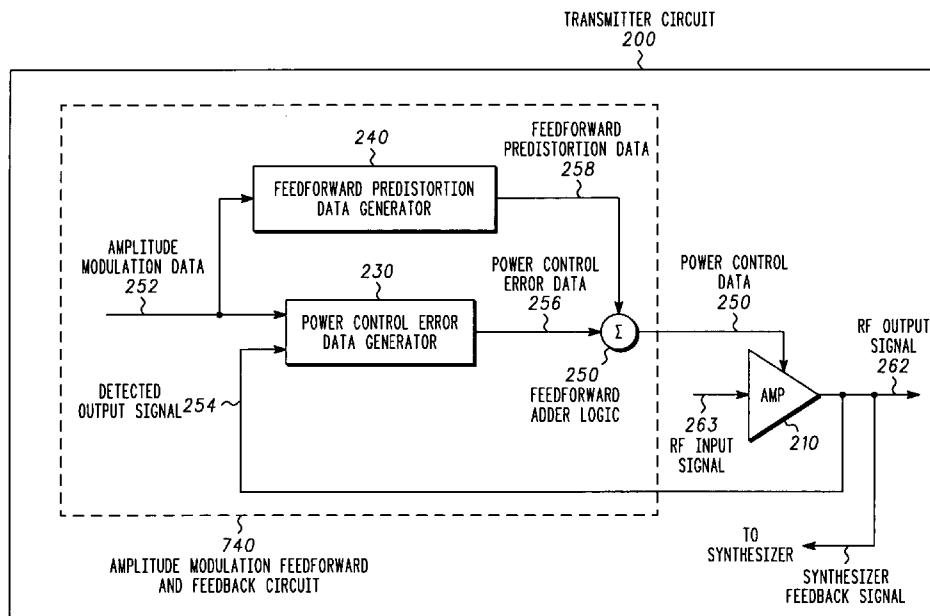 TRANSMITTER CIRCUIT
200
240
FEEDFORWARD PREDISTORTION
DATA GENERATOR
FEEDFORWARD
PREDISTORTION DATA
258
AMPLITUDE
MODULATION DATA
252
230
POWER CONTROL ERROR
DATA GENERATOR
POWER CONTROL
ERROR DATA
256
Σ
250
FEEDFORWARD
ADDER LOGIC
POWER CONTROL
DATA
250
RF OUTPUT
SIGNAL
262
DETECTED
OUTPUT SIGNAL
254
AMP
263
RF INPUT
SIGNAL
210
740
AMPLITUDE MODULATION FEEDFORWARD
AND FEEDBACK CIRCUIT
TO
SYNTHESIZER
SYNTHESIZER
FEEDBACK SIGNAL